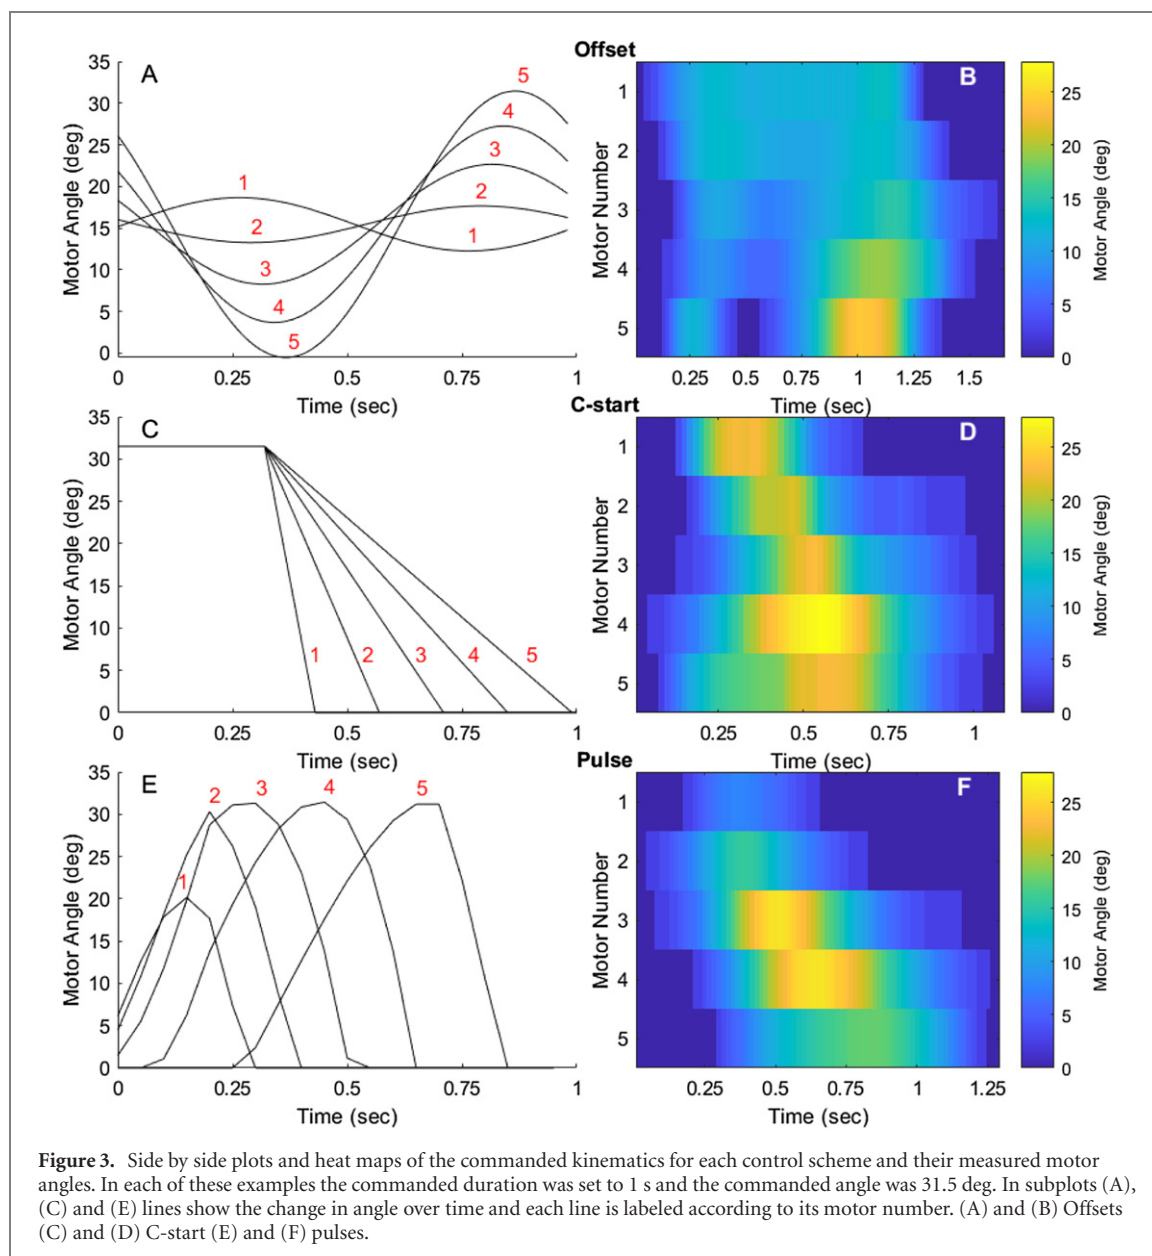 Offset
A
35
30
25
20
15
10
5
0
Motor Angle (deg)
1
2
3
4
5
5
4
3
2
1
0 0.25 0.5 0.75 1
Time (sec)
B
1
2
3
4
5
Motor Number
0.25 0.5 0.75 1 1.25 1.5
Time (sec)
25
20
15
10
5
0
Motor Angle (deg)
C-start
C
35
30
25
20
15
10
5
0
Motor Angle (deg)
1 2 3 4 5
0 0.25 0.5 0.75 1
Time (sec)
D
1
2
3
4
5
Motor Number
0.25 0.5 0.75 1
Time (sec)
25
20
15
10
5
0
Motor Angle (deg)
Pulse
E
35
30
25
20
15
10
5
0
Motor Angle (deg)
1 2 3 4 5
0 0.25 0.5 0.75 1
Time (sec)
F
1
2
3
4
5
Motor Number
0.25 0.5 0.75 1 1.25
Time (sec)
25
20
15
10
5
0
Motor Angle (deg)
Figure 3. Side by side plots and heat maps of the commanded kinematics for each control scheme and their measured motor
angles. In each of these examples the commanded duration was set to 1 s and the commanded angle was 31.5 deg. In subplots (A),
(C) and (E) lines show the change in angle over time and each line is labeled according to its motor number. (A) and (B) Offsets
(C) and (D) C-start (E) and (F) pulses.